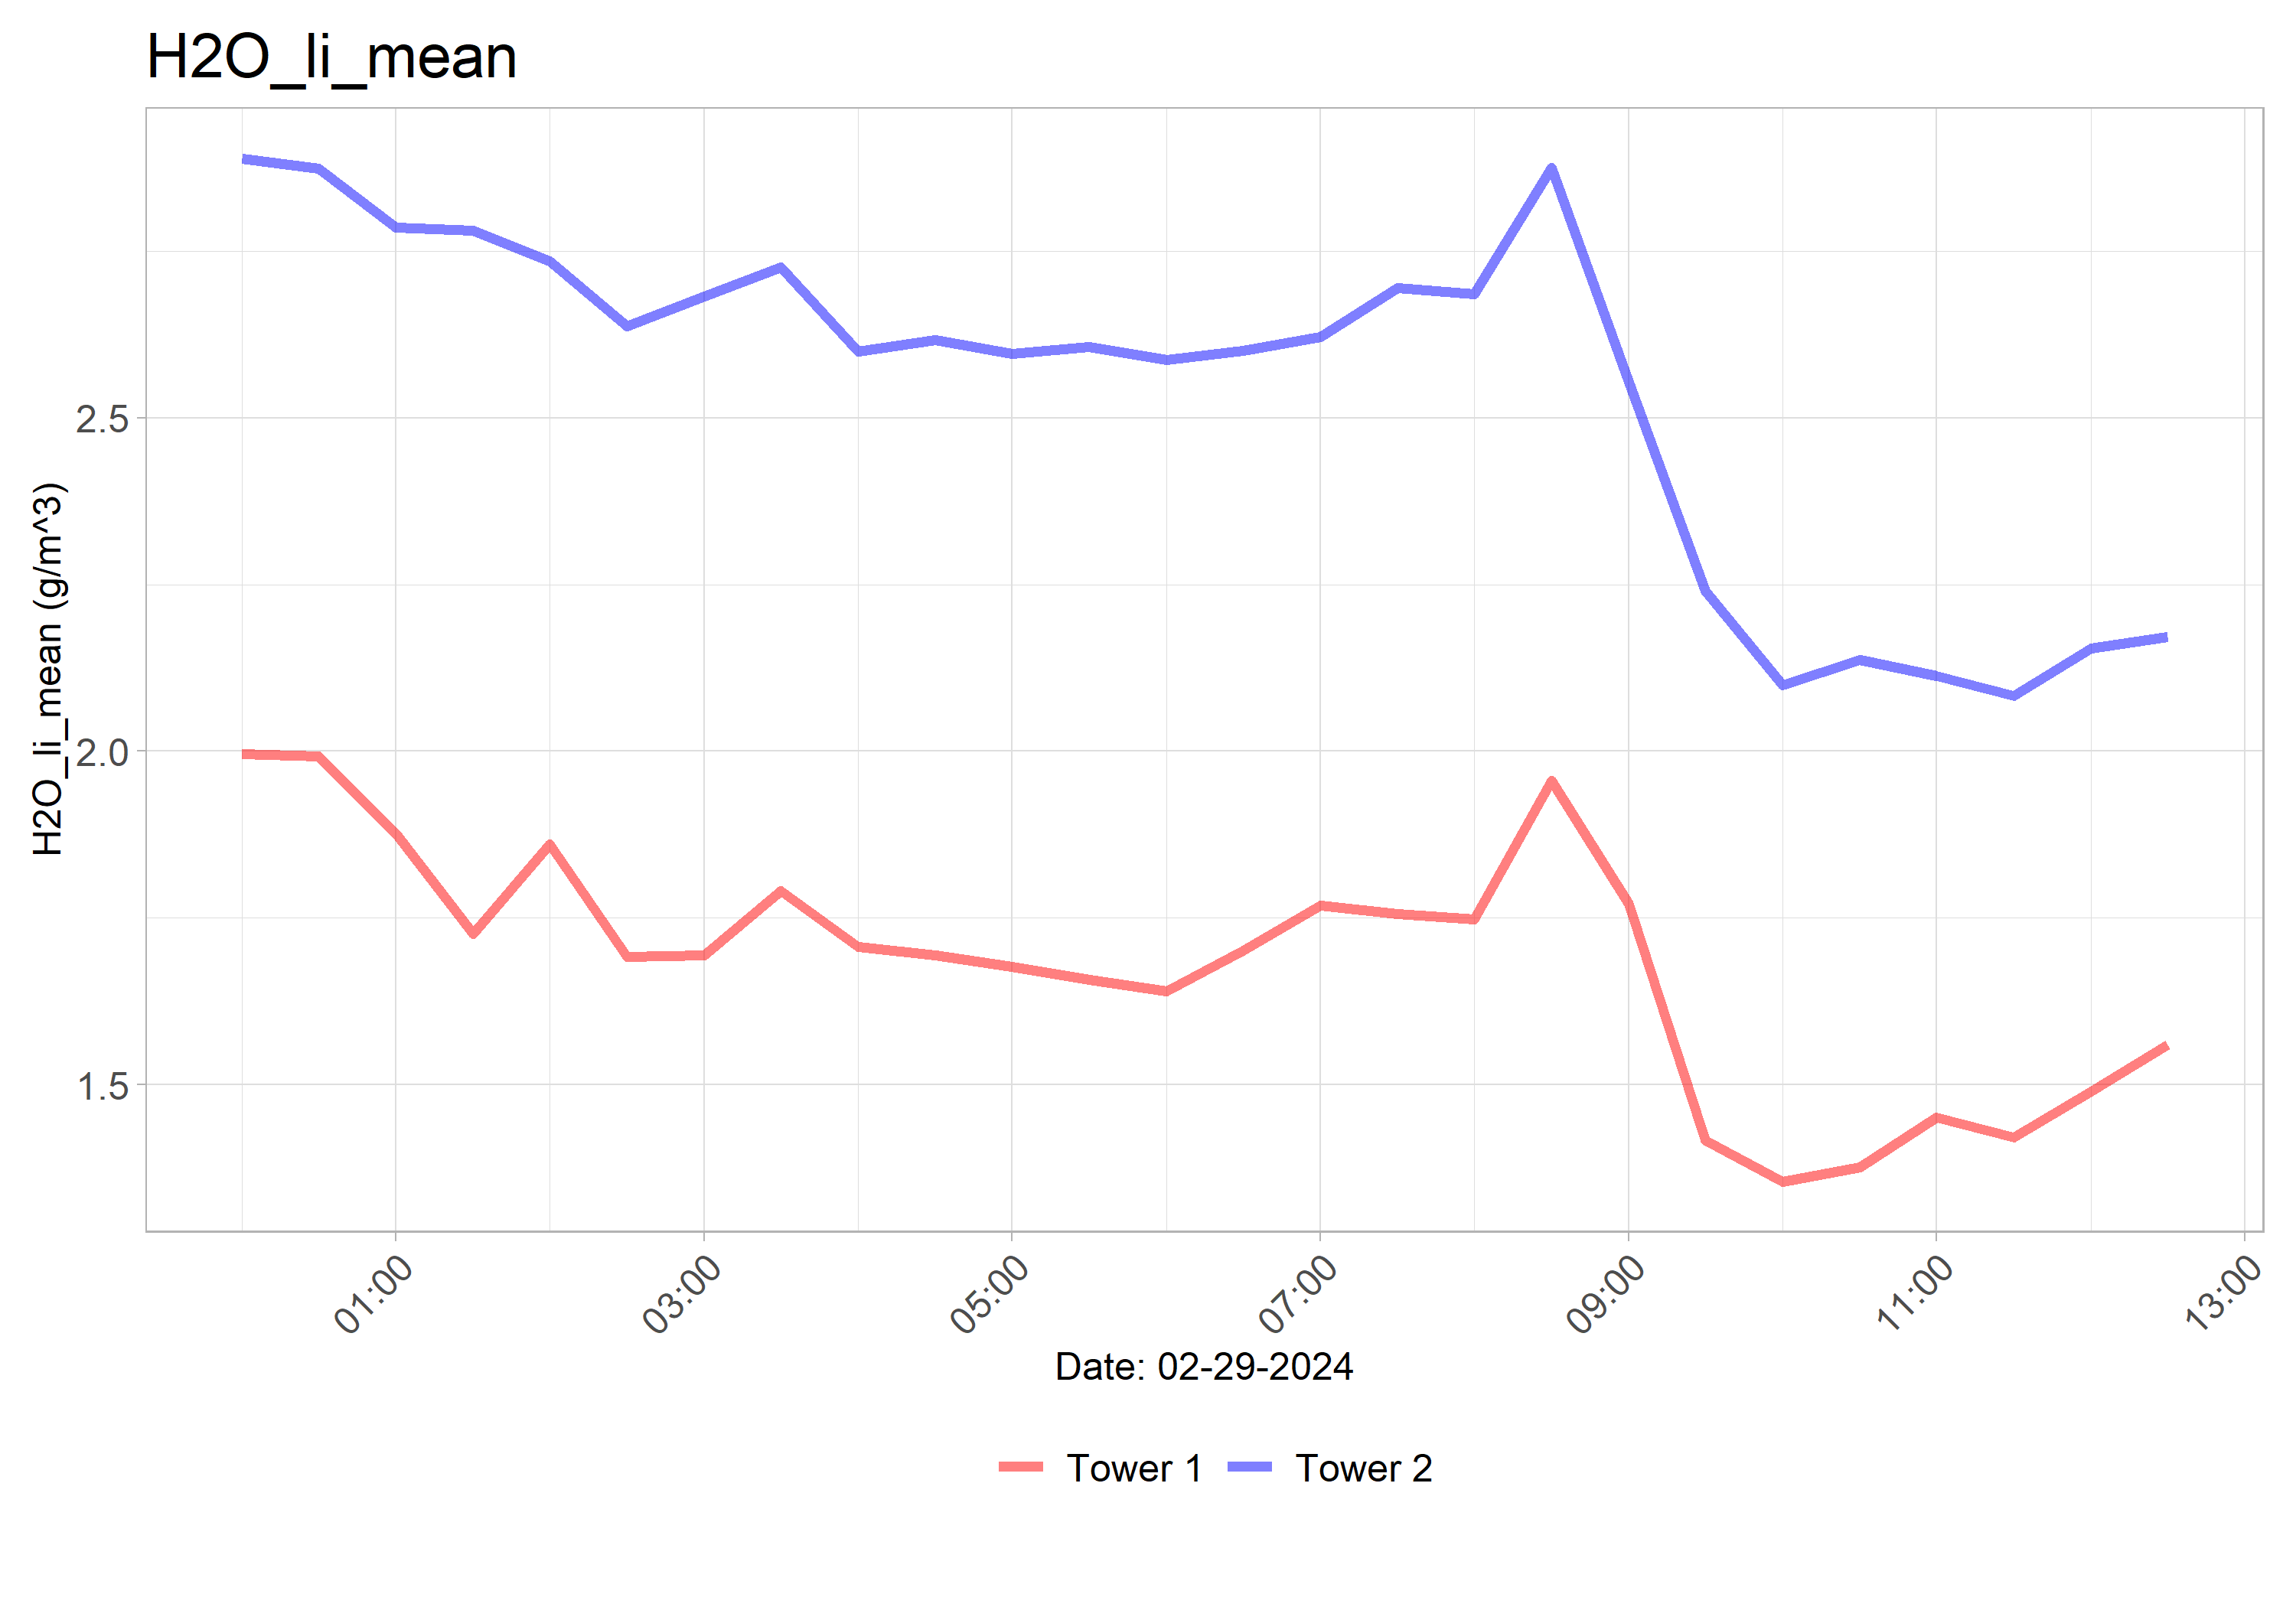 H2O_li_mean
H2O_li_mean (g/m^3)
2.5
2.0
1.5
01:00
03:00
05:00
07:00
09:00
11:00
13:00
Date: 02-29-2024
Tower 1
Tower 2